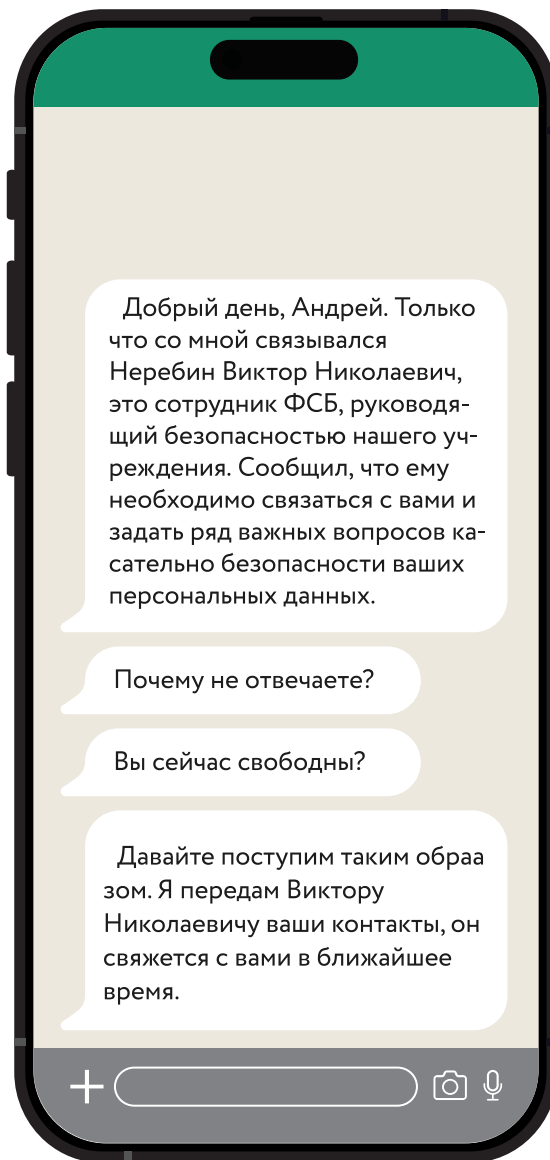 Добрый день, Андрей. Только
что со мной связывался
Неребин Виктор Николаевич,
это сотрудник ФСБ, руководя-
щий безопасностью нашего уч-
реждения. Сообщил, что ему
необходимо связаться с вами и
задать ряд важных вопросов ка-
сательно безопасности ваших
персональных данных.
Почему не отвечаете?
Вы сейчас свободны?
Давайте поступим таким обраа
зом. Я передам Виктору
Николаевичу ваши контакты, он
свяжется с вами в ближайшее
время.